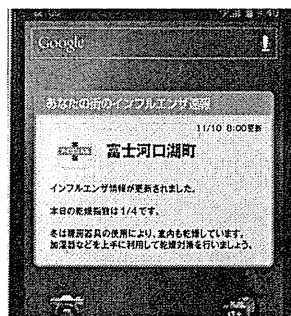 Google
あなたの街のインフルエンザ速報
11/10 8:00更新
富士河口湖町
インフルエンザ情報が更新されました。
本日の乾燥指数は1/4です。
冬は暖房器具の使用により、室内も乾燥しています。
加湿器などを上手に利用して乾燥対策を行いましょう。